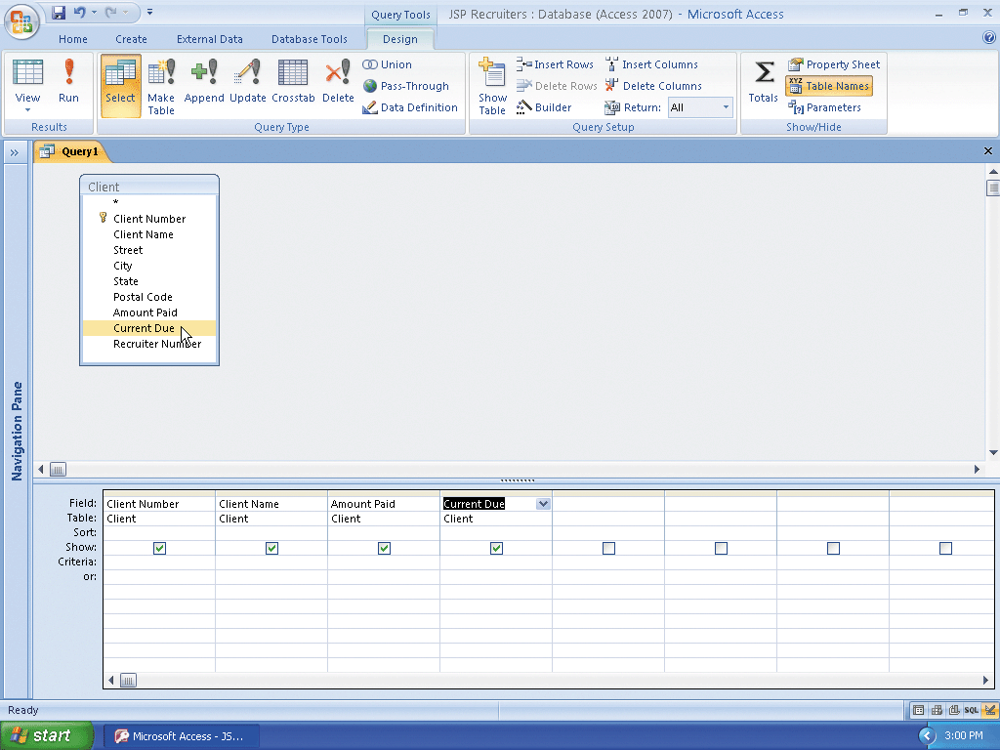 Query Tools
JSP Recruiters : Database (Access 2007) - Microsoft Access
Home Create External Data Database Tools Design
View Run
Results
Select Make Table Append Update Crosstab Delete
Union
Pass-Through
Data Definition
Query Type
Show Table
Insert Rows
Delete Rows
Builder
Insert Columns
Delete Columns
Return: All
Query Setup
Totals
Property Sheet
XYZ Table Names
Parameters
Show/Hide
Query1
Navigation Pane
Client
*
Client Number
Client Name
Street
City
State
Postal Code
Amount Paid
Current Due
Recruiter Number
Field: Client Number Client Name Amount Paid Current Due
Table: Client Client Client Client
Sort:
Show:
Criteria:
or:
Ready
SQL
start
Microsoft Access - JS...
3:00 PM